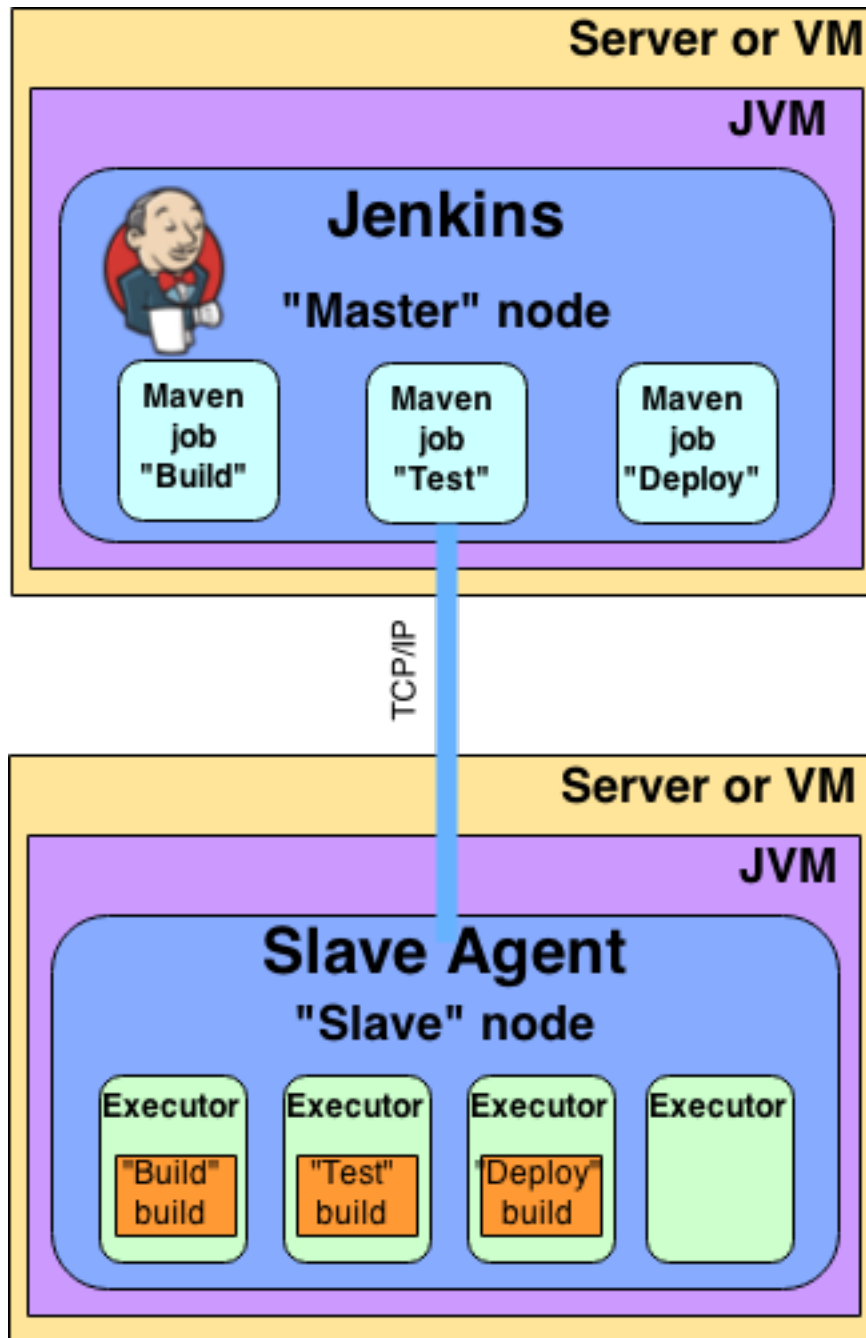 Server or VM
JVM
Jenkins
"Master" node
Maven
job
"Build"
Maven
job
"Test"
Maven
job
"Deploy"
TCP/IP
Server or VM
JVM
Slave Agent
"Slave" node
Executor
"Build"
build
Executor
"Test"
build
Executor
"Deploy"
build
Executor